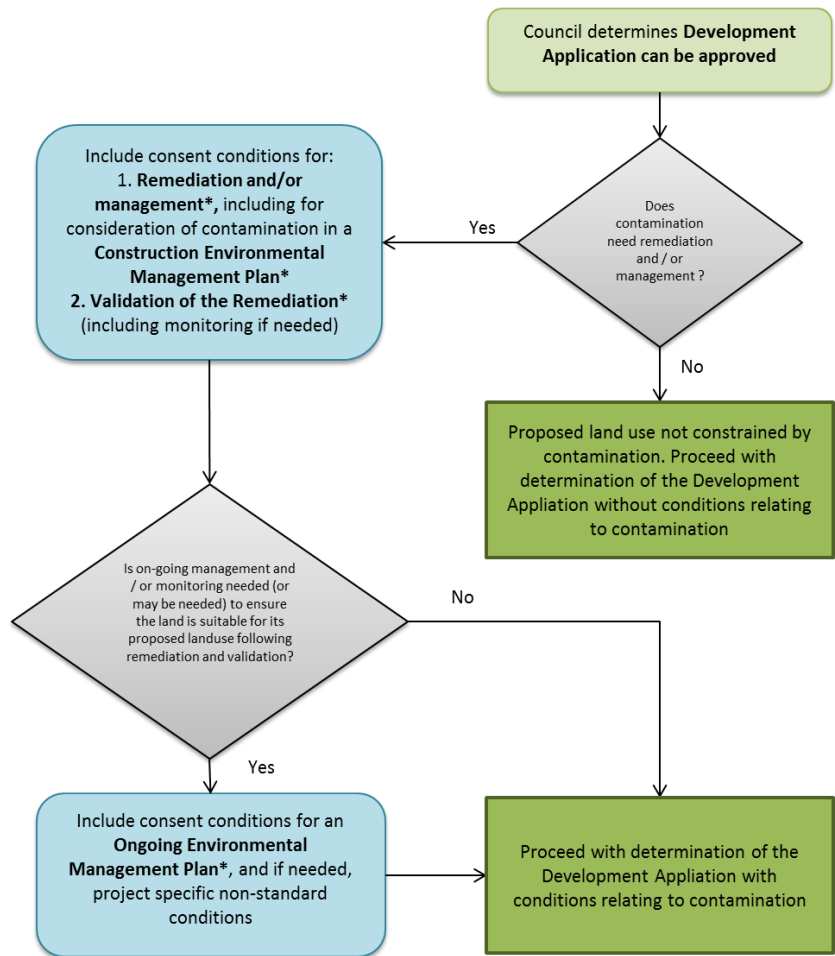 Council determines Development
Application can be approved
Include consent conditions for:
1. Remediation and/or
management*, including for
consideration of contamination in a
Construction Environmental
Management Plan*
2. Validation of the Remediation*
(including monitoring if needed)
Yes
Does
contamination
need remediation
and / or
management ?
No
Proposed land use not constrained by
contamination. Proceed with
determination of the Development
Appliation without conditions relating
to contamination
Is on-going management and
/ or monitoring needed (or
may be needed) to ensure
the land is suitable for its
proposed landuse following
remediation and validation?
No
Yes
Include consent conditions for an
Ongoing Environmental
Management Plan*, and if needed,
project specific non-standard
conditions
Proceed with determination of the
Development Appliation with
conditions relating to contamination